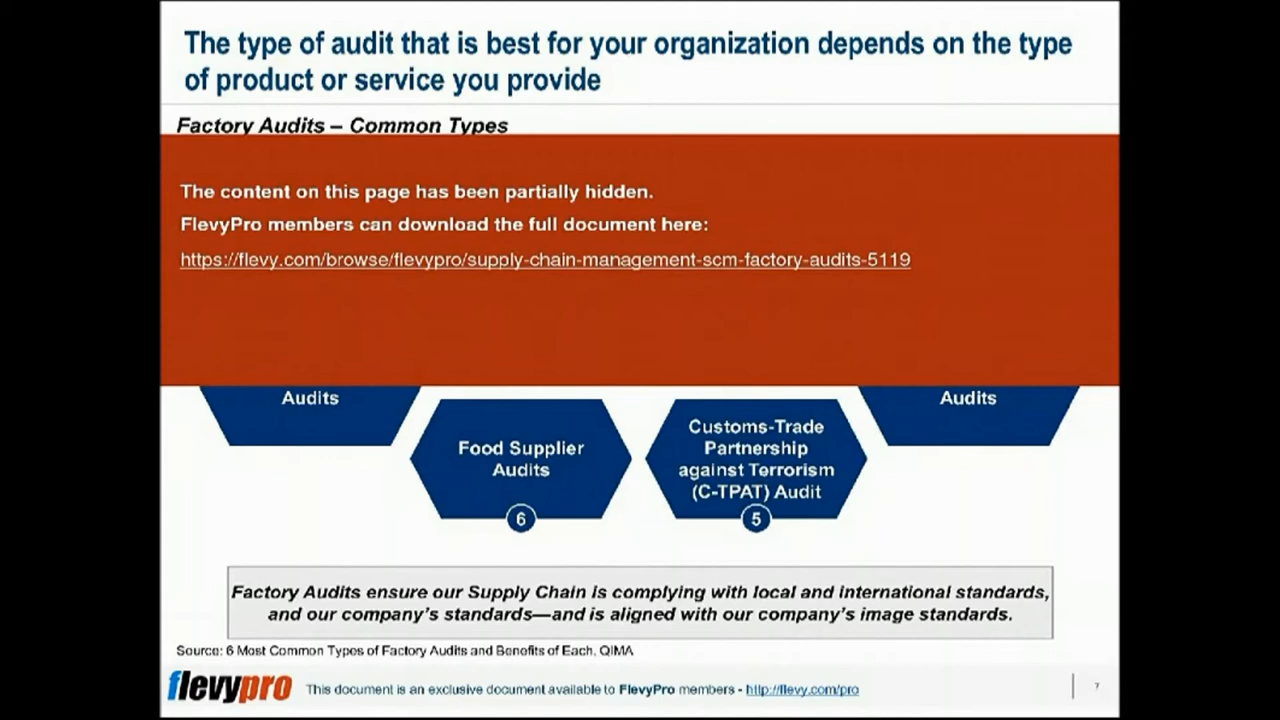 The type of audit that is best for your organization depends on the type
of product or service you provide
Factory Audits – Common Types
The content on this page has been partially hidden.
FlevyPro members can download the full document here:
https://flevy.com/browse/flevypro/supply-chain-management-scm-factory-audits-5119
Audits
Audits
Food Supplier
Audits
6
Customs-Trade
Partnership
against Terrorism
(C-TPAT) Audit
5
Factory Audits ensure our Supply Chain is complying with local and international standards,
and our company's standards—and is aligned with our company's image standards.
Source: 6 Most Common Types of Factory Audits and Benefits of Each, QIMA
flevypro
This document is an exclusive document available to FlevyPro members - http://flevy.com/pro
7